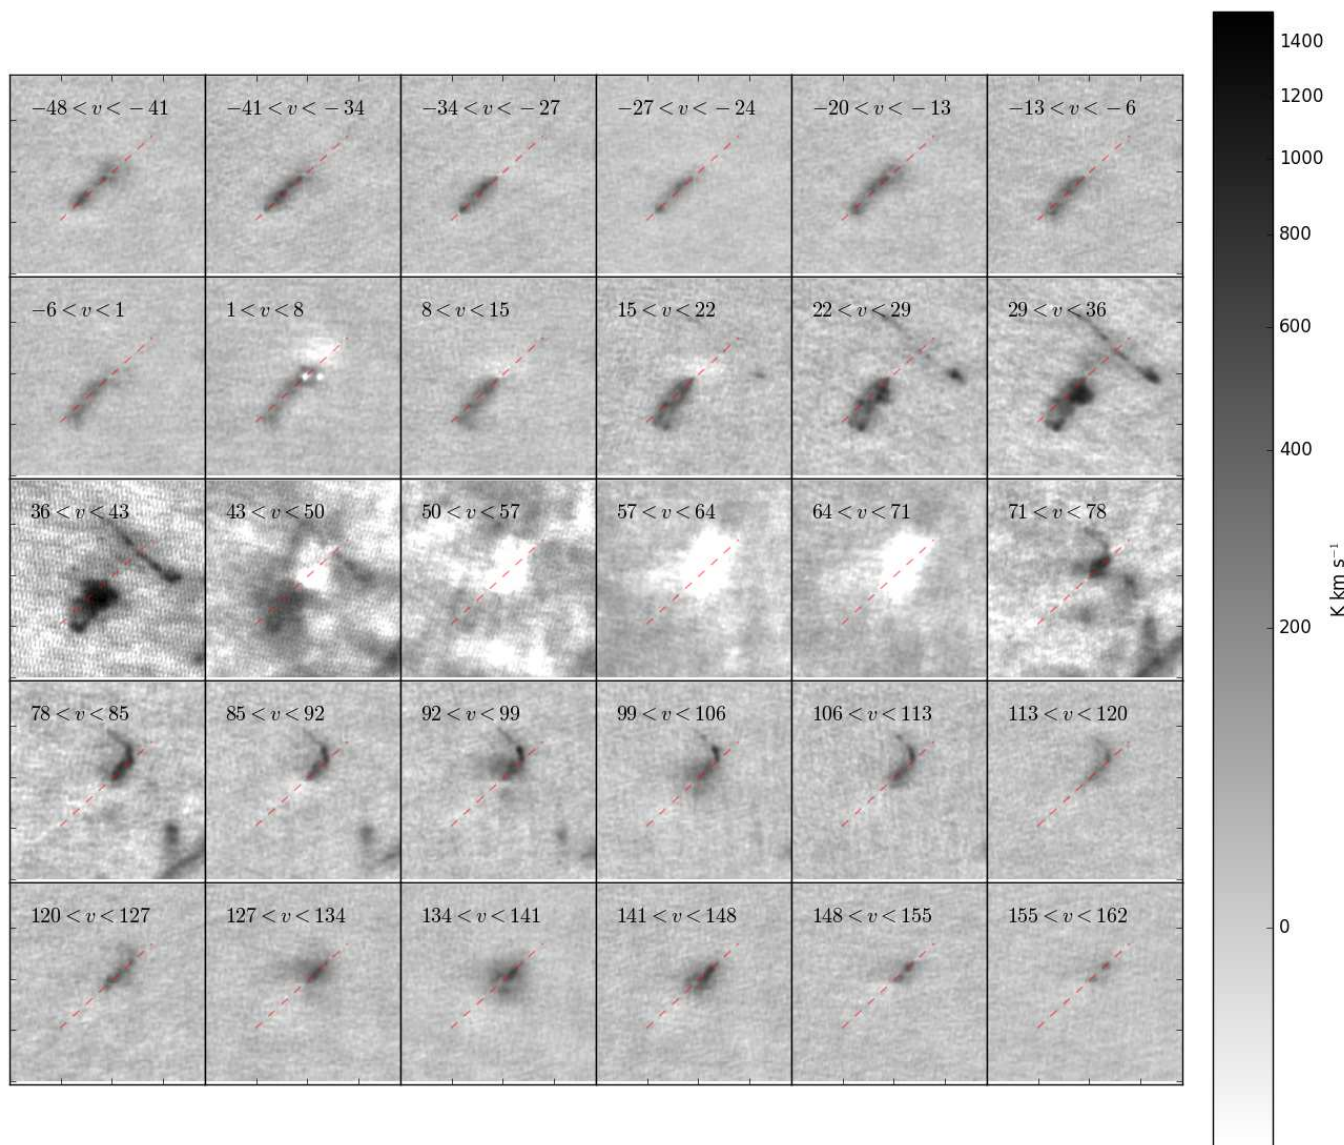 −48 < v < −41
−41 < v < −34
−34 < v < −27
−27 < v < −24
−20 < v < −13
−13 < v < −6
−6 < v < 1
1 < v < 8
8 < v < 15
15 < v < 22
22 < v < 29
29 < v < 36
36 < v < 43
43 < v < 50
50 < v < 57
57 < v < 64
64 < v < 71
71 < v < 78
78 < v < 85
85 < v < 92
92 < v < 99
99 < v < 106
106 < v < 113
113 < v < 120
120 < v < 127
127 < v < 134
134 < v < 141
141 < v < 148
148 < v < 155
155 < v < 162
1400
1200
1000
800
600
400
200
0
K km s⁻¹